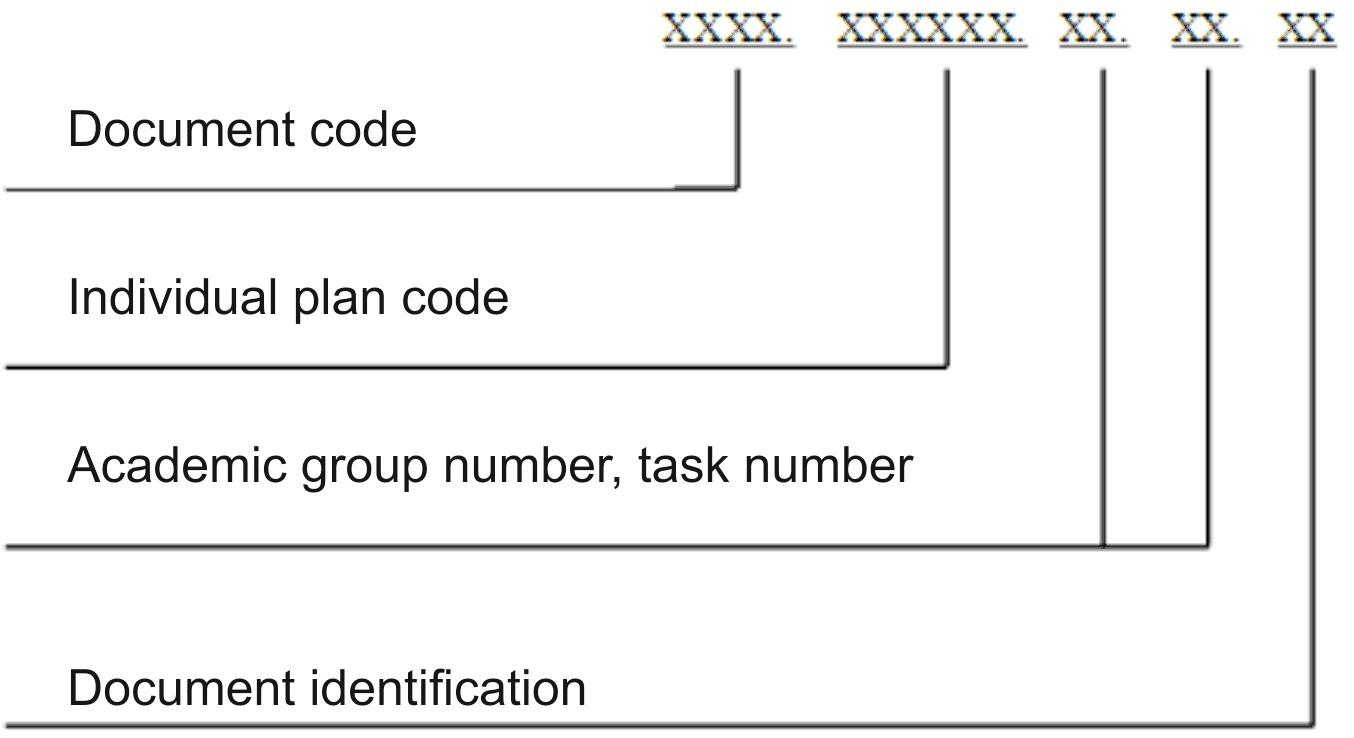 XXXX. XXXXXX. XX. XX. XX
Document code
Individual plan code
Academic group number, task number
Document identification